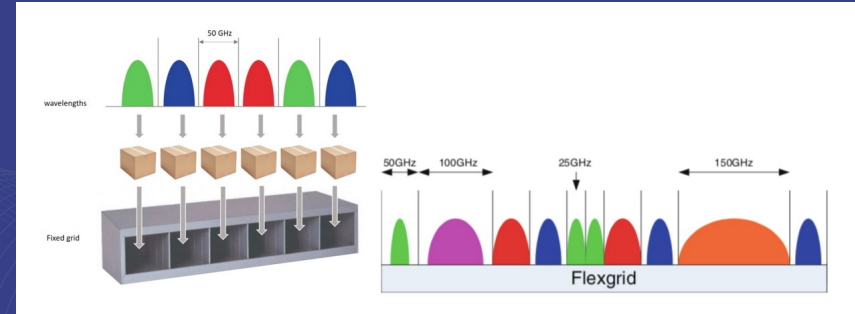 50 GHz
wavelengths
Fixed grid
50GHz
100GHz
25GHz
150GHz
Flexgrid